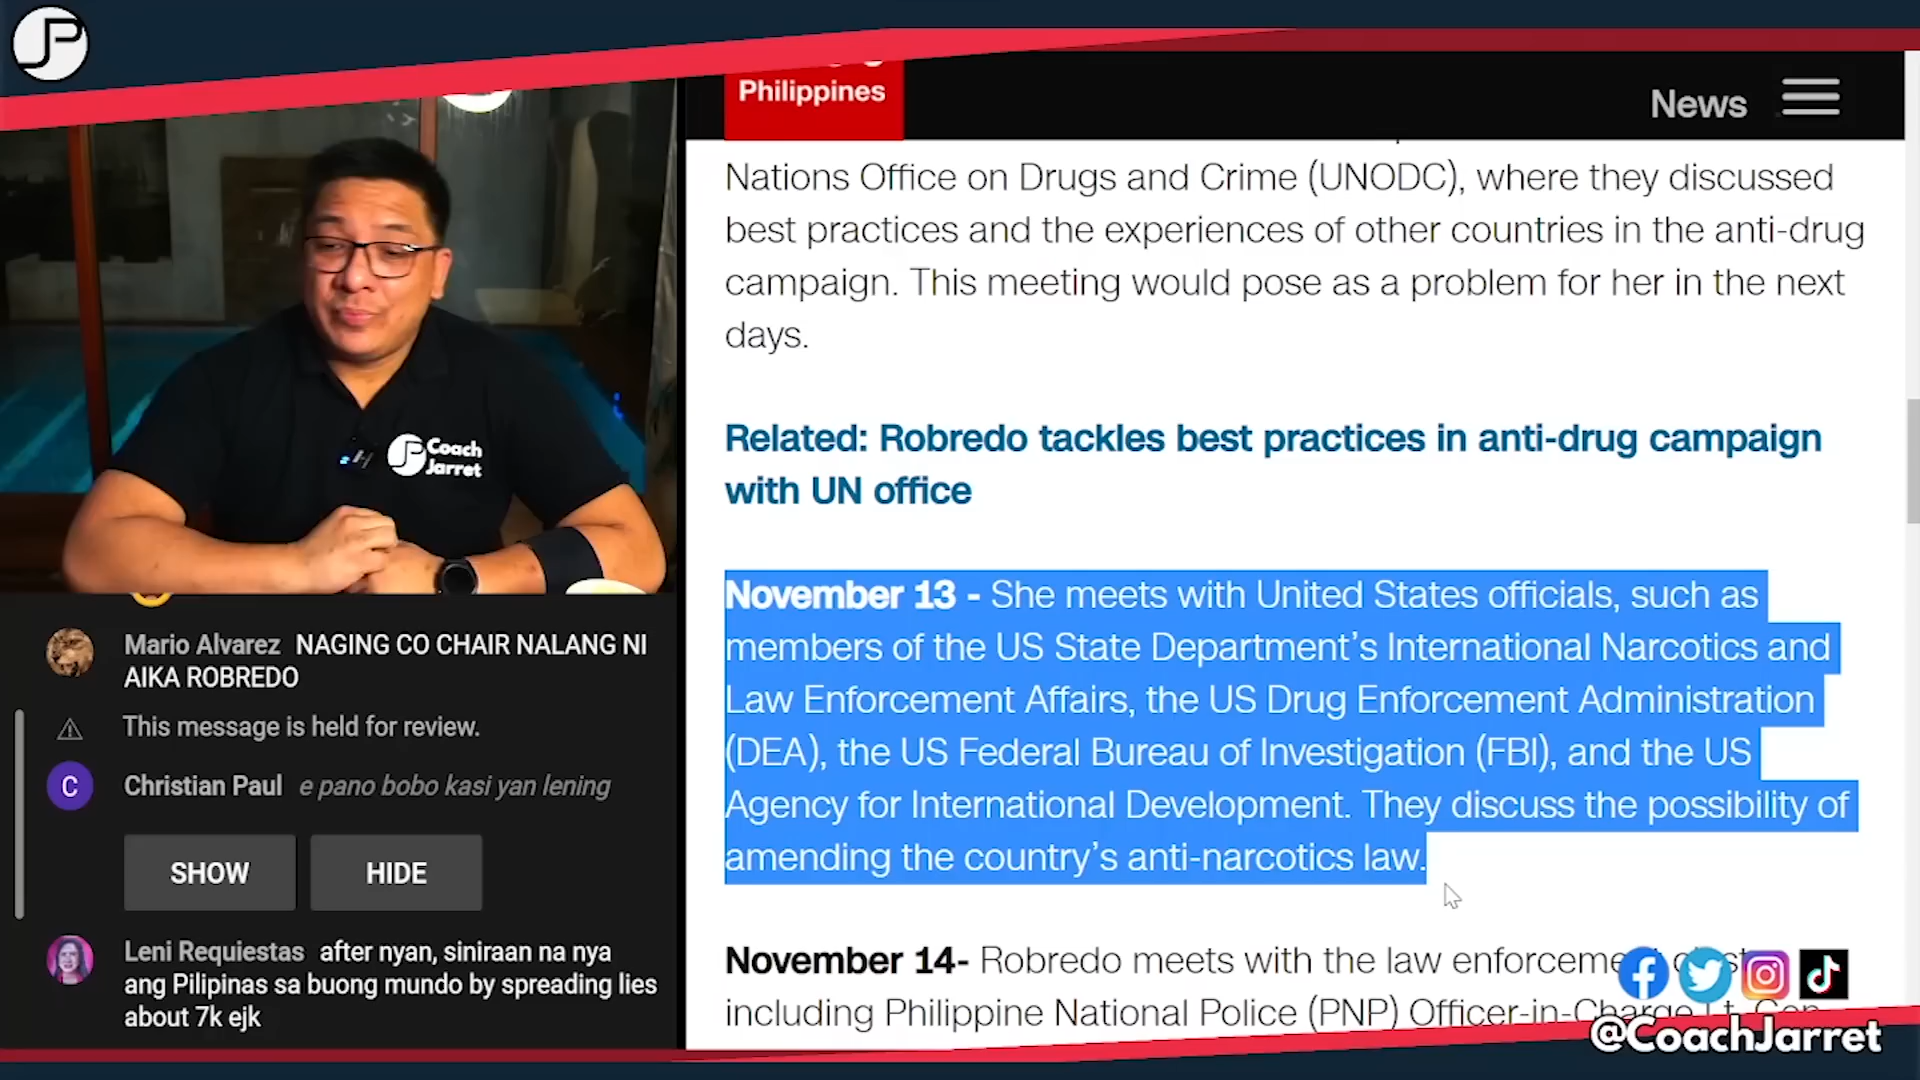 JP
Philippines
News
Nations Office on Drugs and Crime (UNODC), where they discussed
best practices and the experiences of other countries in the anti-drug
campaign. This meeting would pose as a problem for her in the next
days.
Related: Robredo tackles best practices in anti-drug campaign
with UN office
November 13 - She meets with United States officials, such as
members of the US State Department's International Narcotics and
Law Enforcement Affairs, the US Drug Enforcement Administration
(DEA), the US Federal Bureau of Investigation (FBI), and the US
Agency for International Development. They discuss the possibility of
amending the country's anti-narcotics law.
November 14- Robredo meets with the law enforcement
including Philippine National Police (PNP) Officer-in-Charge Lt. Gen.
Coach
Jarret
Mario Alvarez NAGING CO CHAIR NALANG NI
AIKA ROBREDO
This message is held for review.
C
Christian Paul e pano bobo kasi yan lening
SHOW
HIDE
Leni Requiestas after nyan, siniraan na nya
ang Pilipinas sa buong mundo by spreading lies
about 7k ejk
@CoachJarret